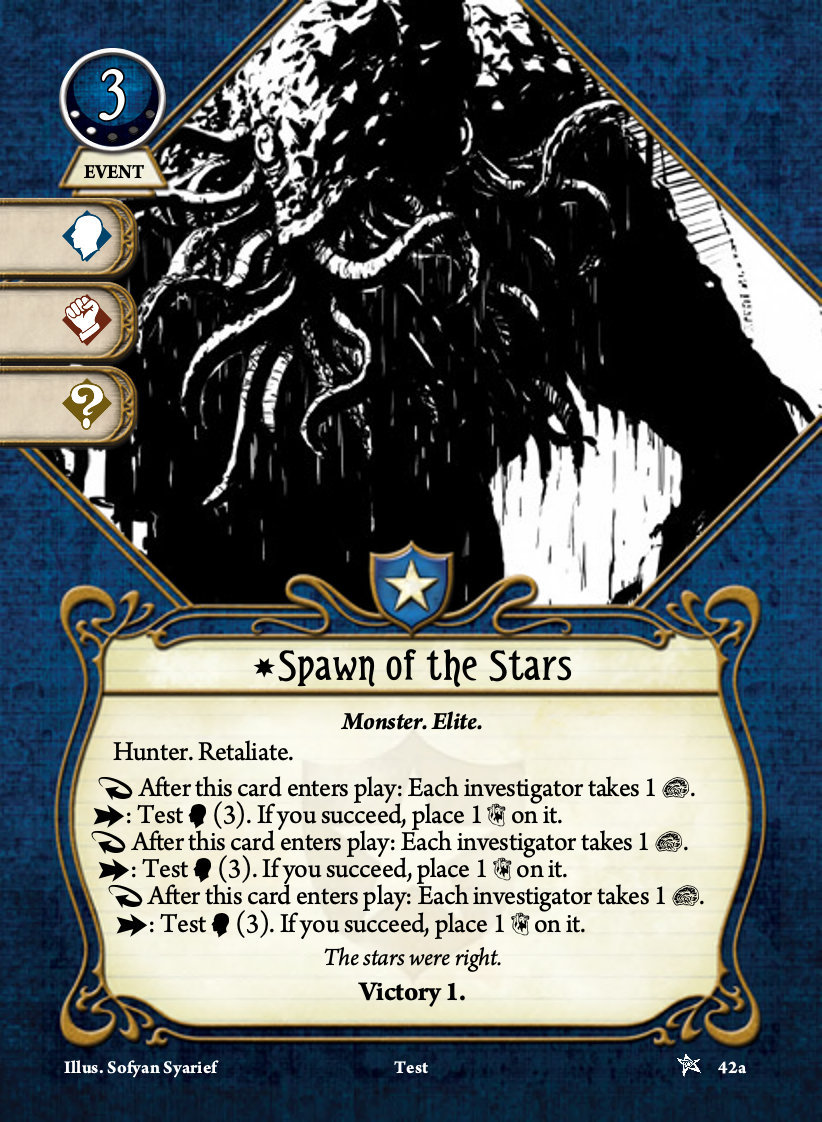 3
EVENT
Spawn of the Stars
Monster. Elite.
Hunter. Retaliate.
After this card enters play: Each investigator takes 1 .
: Test (3). If you succeed, place 1 on it.
After this card enters play: Each investigator takes 1 .
: Test (3). If you succeed, place 1 on it.
After this card enters play: Each investigator takes 1 .
: Test (3). If you succeed, place 1 on it.
The stars were right.
Victory 1.
Illus. Sofyan Syarief
Test
42a